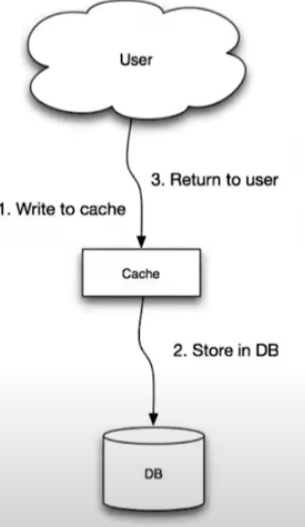 User
3. Return to user
1. Write to cache
Cache
2. Store in DB
DB